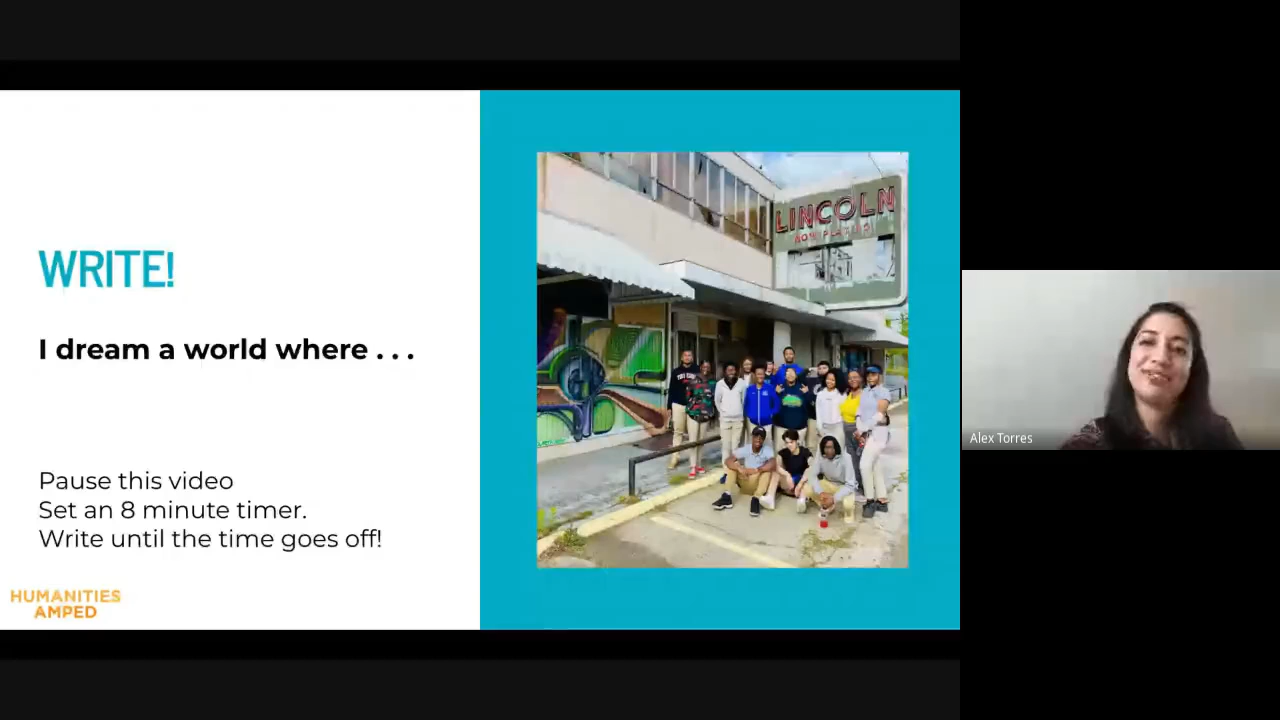 WRITE!
I dream a world where . . .
Pause this video
Set an 8 minute timer.
Write until the time goes off!
HUMANITIES
AMPED
LINCOLN
Alex Torres